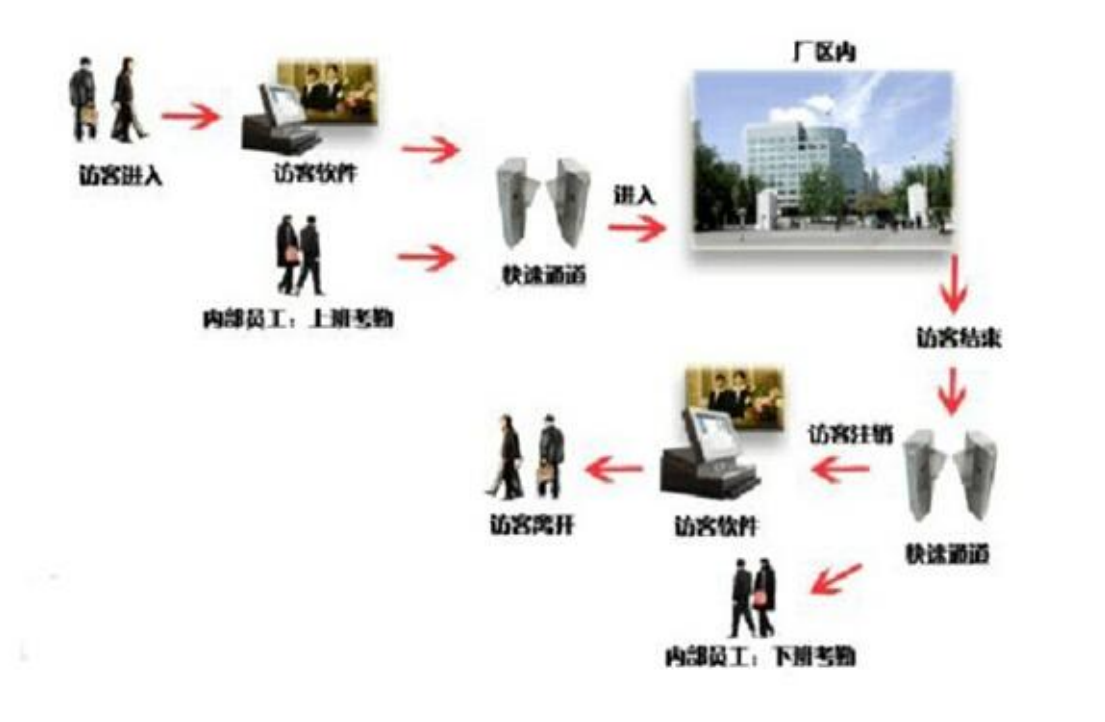 厂区内
访客进入
访客软件
进入
快速通道
内部员工：上班考勤
访客结束
访客注销
访客离开
访客软件
快速通道
内部员工：下班考勤